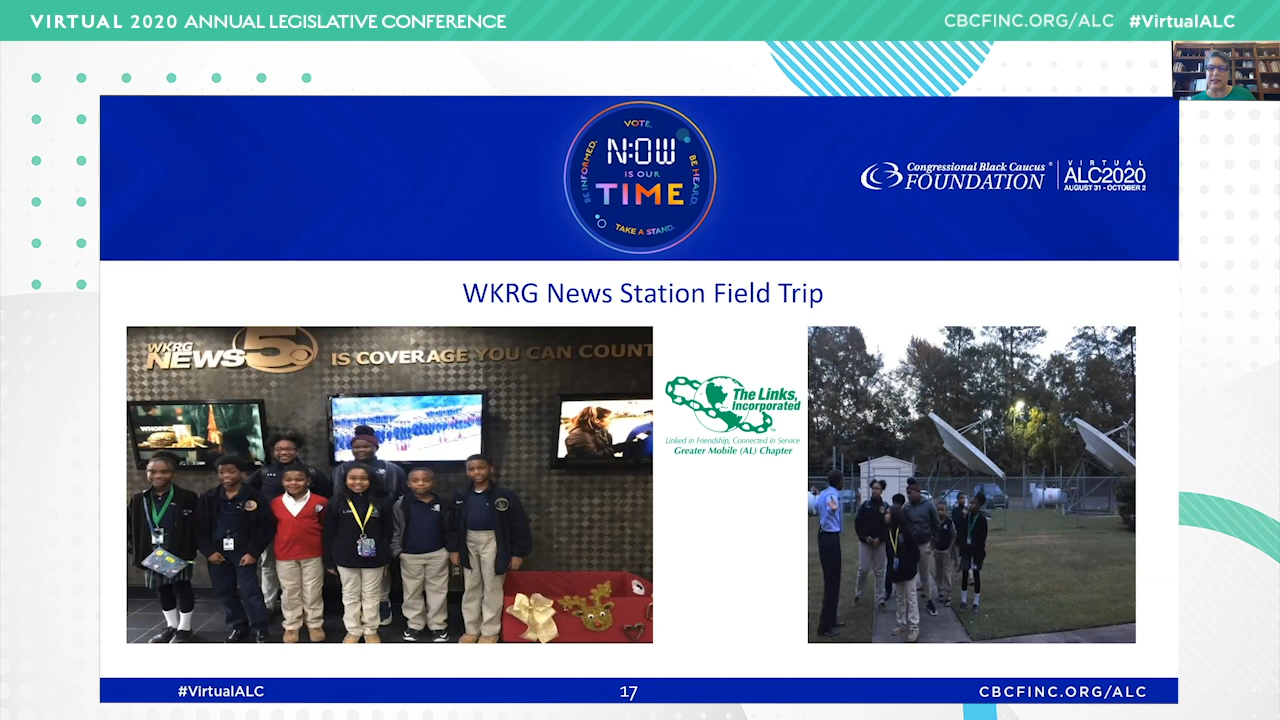 VIRTUAL 2020 ANNUAL LEGISLATIVE CONFERENCE
CBCFINC.ORG/ALC #VirtualALC
VOTE.
BE INFORMED.
N:OW
IS OUR
TIME
BE HEARD.
TAKE A STAND.
Congressional Black Caucus®
FOUNDATION
VIRTUAL
ALC2020
AUGUST 31 - OCTOBER 2
WKRG News Station Field Trip
WKRG
NEWS 5 IS COVERAGE YOU CAN COUNT
WHOPPER
The Links,
Incorporated
Linked in Friendship, Connected in Service
Greater Mobile (AL) Chapter
#VirtualALC
17
CBCFINC.ORG/ALC